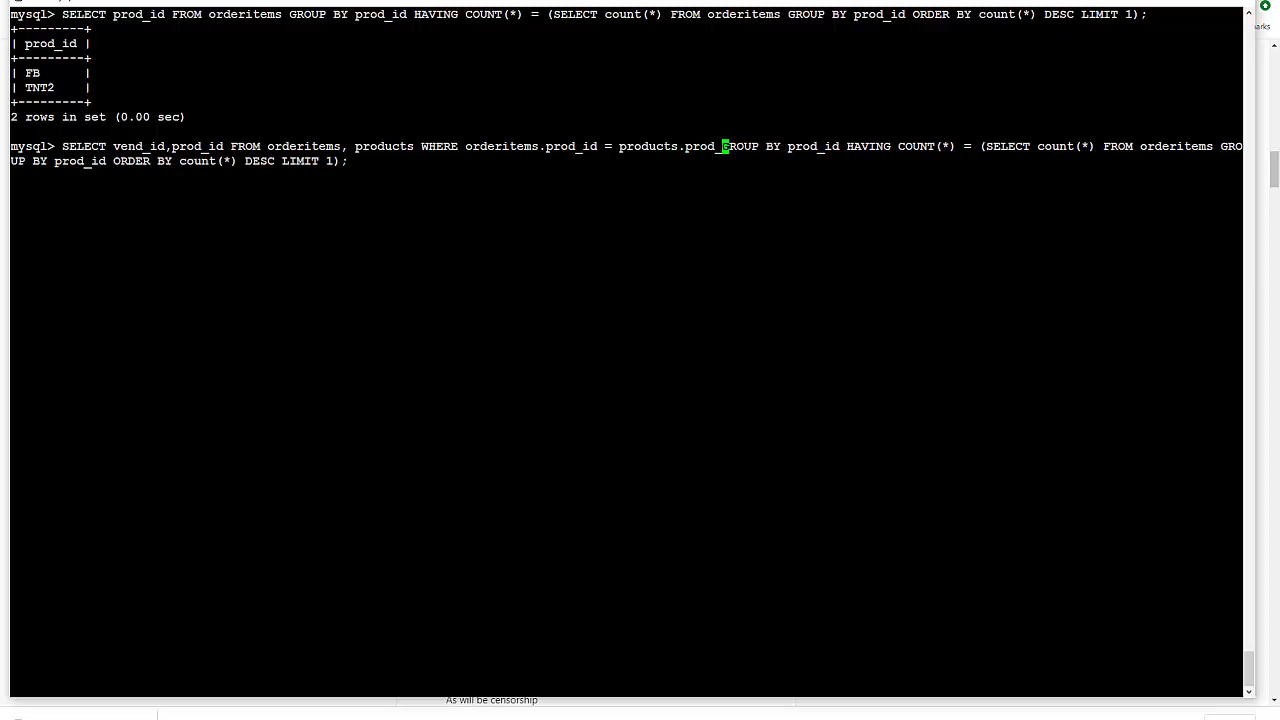 mysql> SELECT prod_id FROM orderitems GROUP BY prod_id HAVING COUNT(*) = (SELECT count(*) FROM orderitems GROUP BY prod_id ORDER BY count(*) DESC LIMIT 1);
+---------+
| prod_id |
+---------+
| FB      |
| TNT2    |
+---------+
2 rows in set (0.00 sec)
mysql> SELECT vend_id,prod_id FROM orderitems, products WHERE orderitems.prod_id = products.prod_GROUP BY prod_id HAVING COUNT(*) = (SELECT count(*) FROM orderitems GRO
UP BY prod_id ORDER BY count(*) DESC LIMIT 1);
As will be censorship